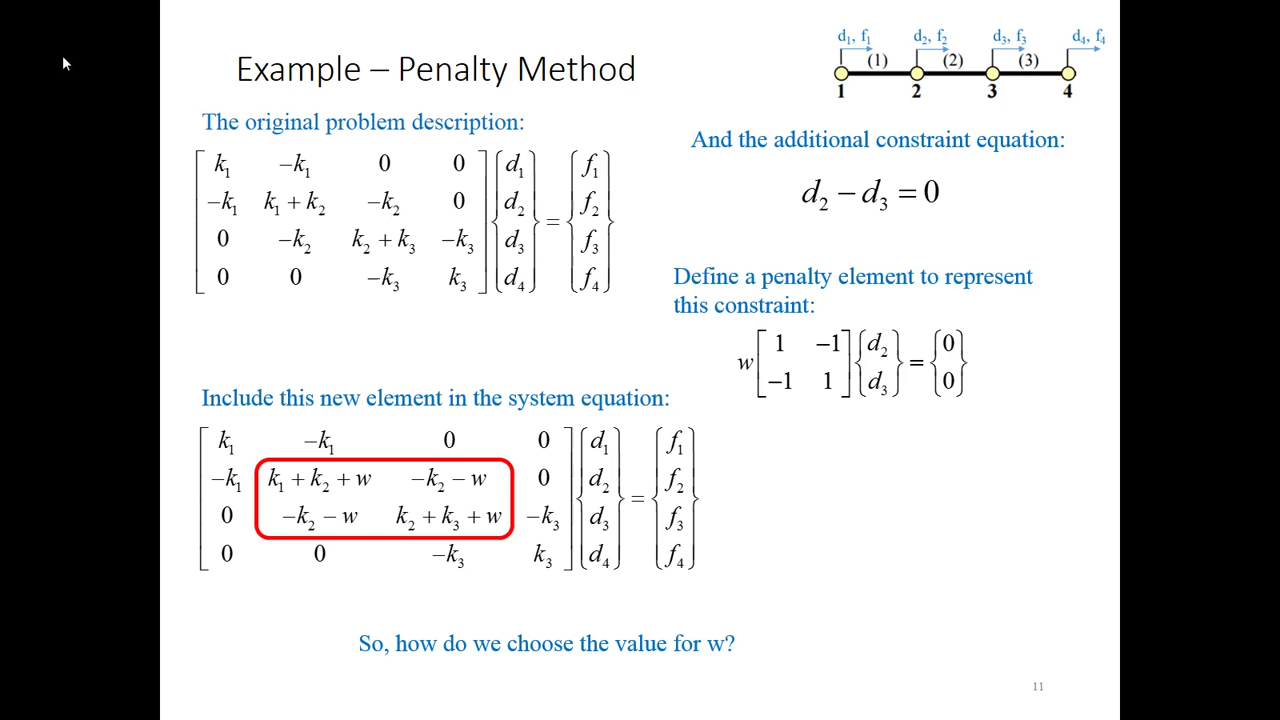 Example – Penalty Method
d₁, f₁ d₂, f₂ d₃, f₃ d₄, f₄
(1) (2) (3)
1 2 3 4
The original problem description:
[ k₁ −k₁ 0 0 ] { d₁ } { f₁ }
[ −k₁ k₁ + k₂ −k₂ 0 ] { d₂ } = { f₂ }
[ 0 −k₂ k₂ + k₃ −k₃ ] { d₃ } { f₃ }
[ 0 0 −k₃ k₃ ] { d₄ } { f₄ }
And the additional constraint equation:
d₂ − d₃ = 0
Define a penalty element to represent
this constraint:
w [ 1 −1 ] { d₂ } = { 0 }
[ −1 1 ] { d₃ } { 0 }
Include this new element in the system equation:
[ k₁ −k₁ 0 0 ] { d₁ } { f₁ }
[ −k₁ k₁ + k₂ + w −k₂ − w 0 ] { d₂ } = { f₂ }
[ 0 −k₂ − w k₂ + k₃ + w −k₃ ] { d₃ } { f₃ }
[ 0 0 −k₃ k₃ ] { d₄ } { f₄ }
So, how do we choose the value for w?
11